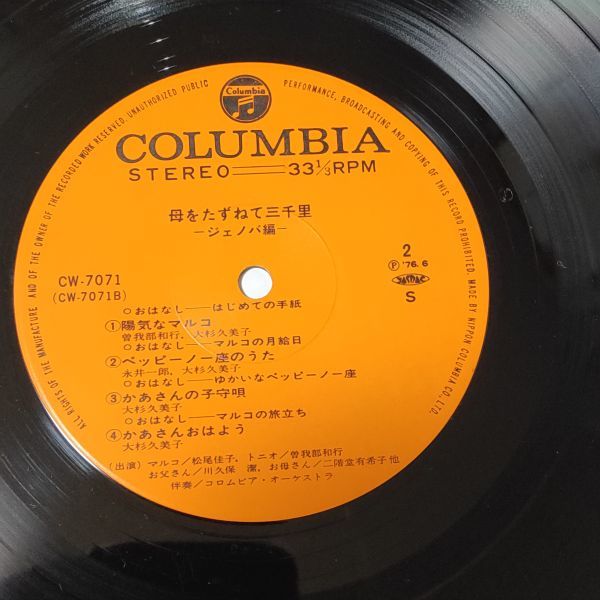 Columbia
COLUMBIA
STEREO 33 1/3 RPM
母をたずねて三千里
－ジェノバ編－
2
Ⓟ '76.6
JASRAC
S
CW-7071
(CW-7071B)
○おはなし――はじめての手紙
①陽気なマルコ
曽我部和行, 大杉久美子
○おはなし――マルコの月給日
②ペッピーノ一座のうた
永井一郎, 大杉久美子
○おはなし――ゆかいなペッピーノ一座
③かあさんの子守唄
大杉久美子
○おはなし――マルコの旅立ち
④かあさんおはよう
大杉久美子
(出演) マルコ/松尾佳子, トニオ/曽我部和行
お父さん/川久保 潔, お母さん/二階堂有希子 他
伴奏/コロムビア・オーケストラ
ALL RIGHTS OF THE MANUFACTURE AND OF THE OWNER OF THE RECORDED WORK RESERVED. UNAUTHORIZED PUBLIC PERFORMANCE, BROADCASTING AND COPYING OF THIS RECORD PROHIBITED. MADE BY NIPPON COLUMBIA CO., LTD.